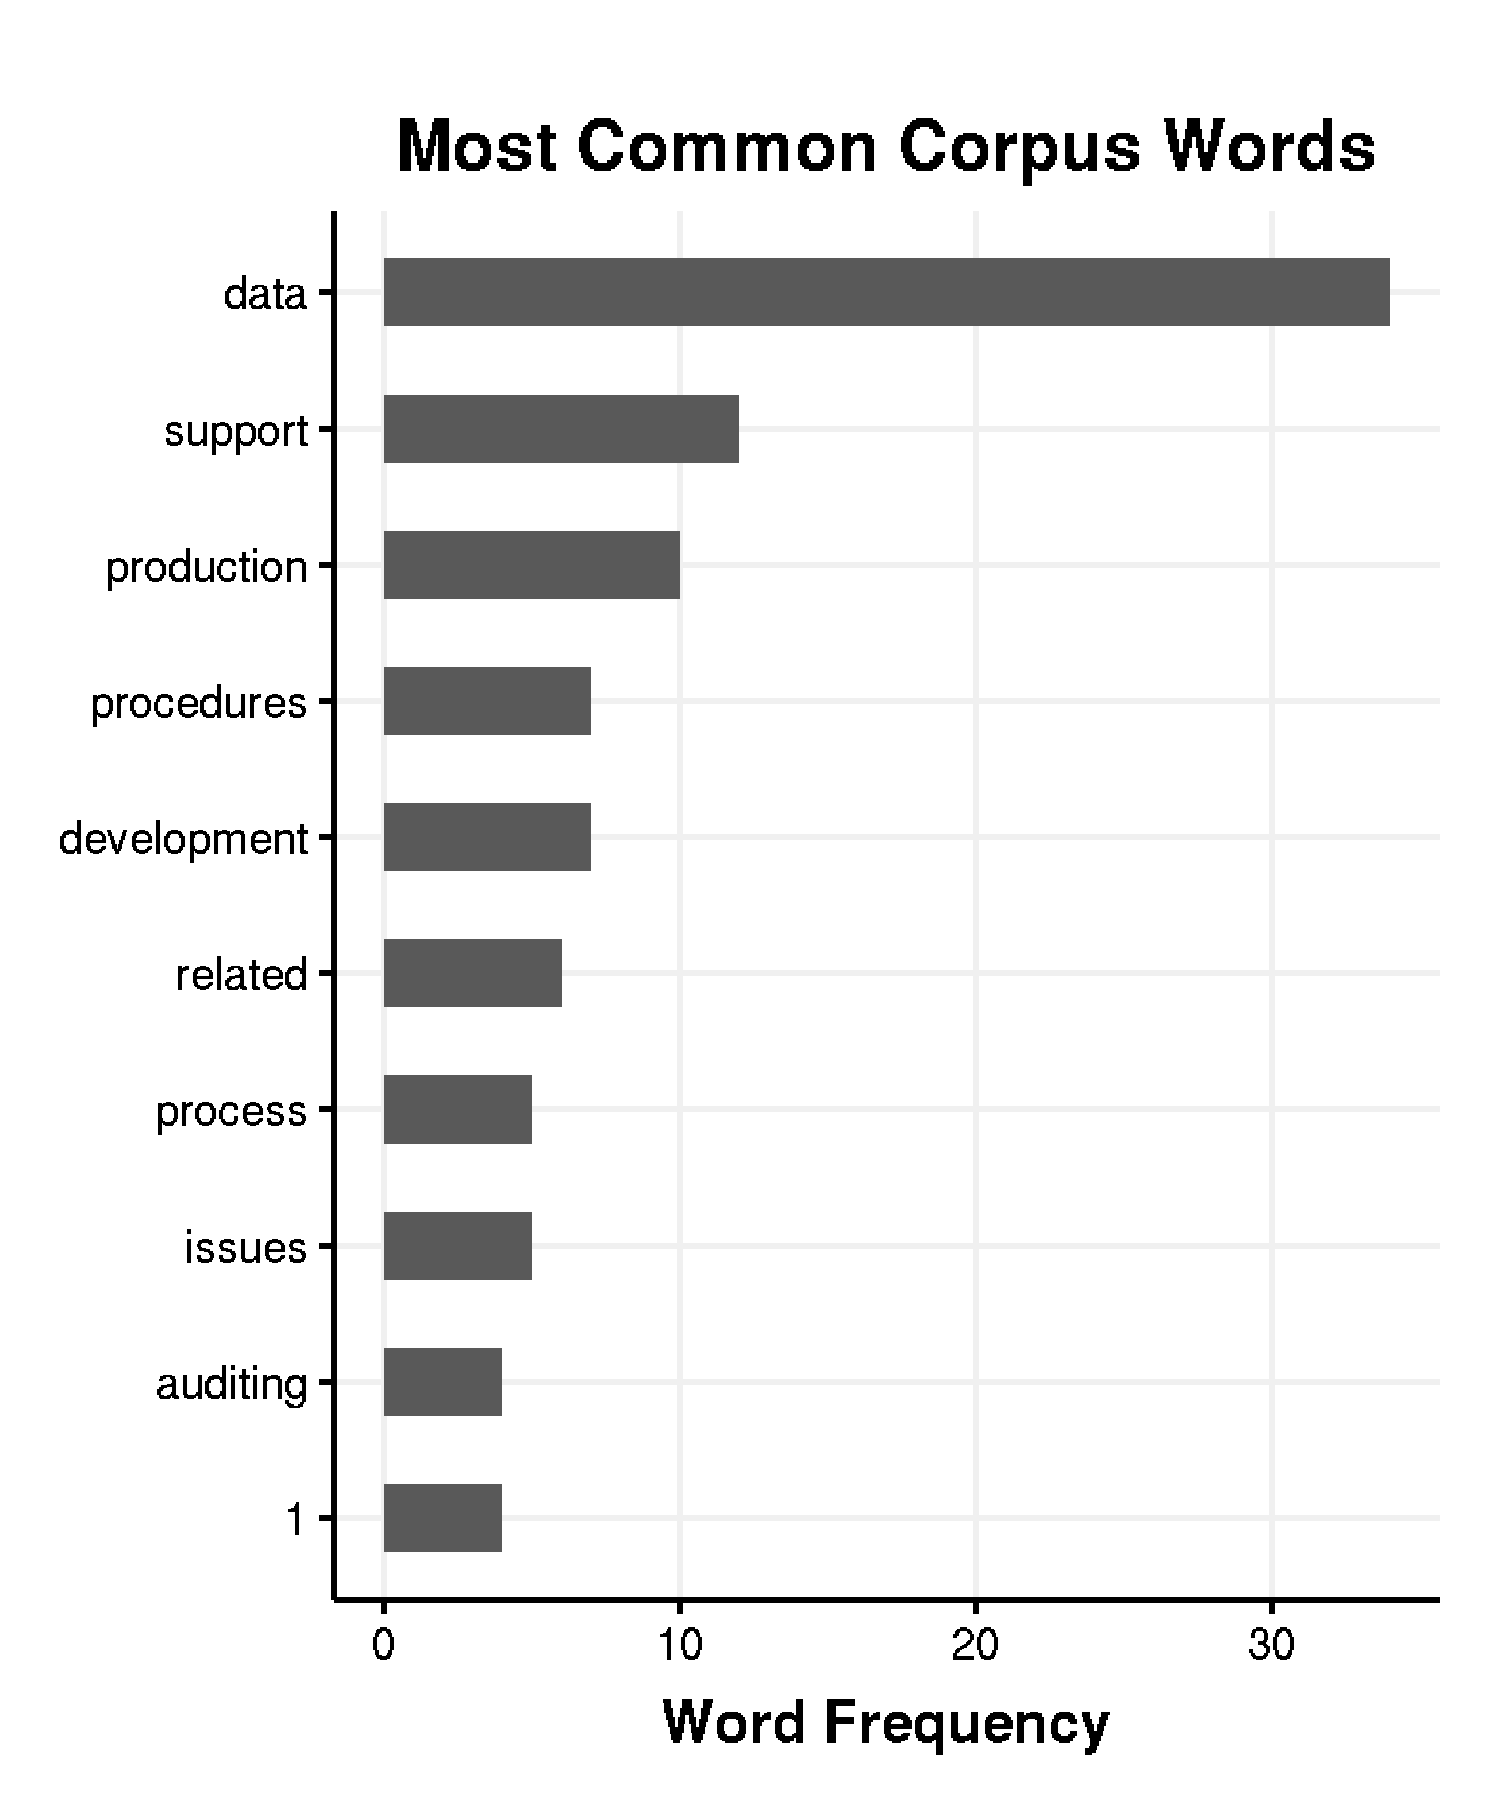 Most Common Corpus Words
data
support
production
procedures
development
related
process
issues
auditing
1
0 10 20 30
Word Frequency